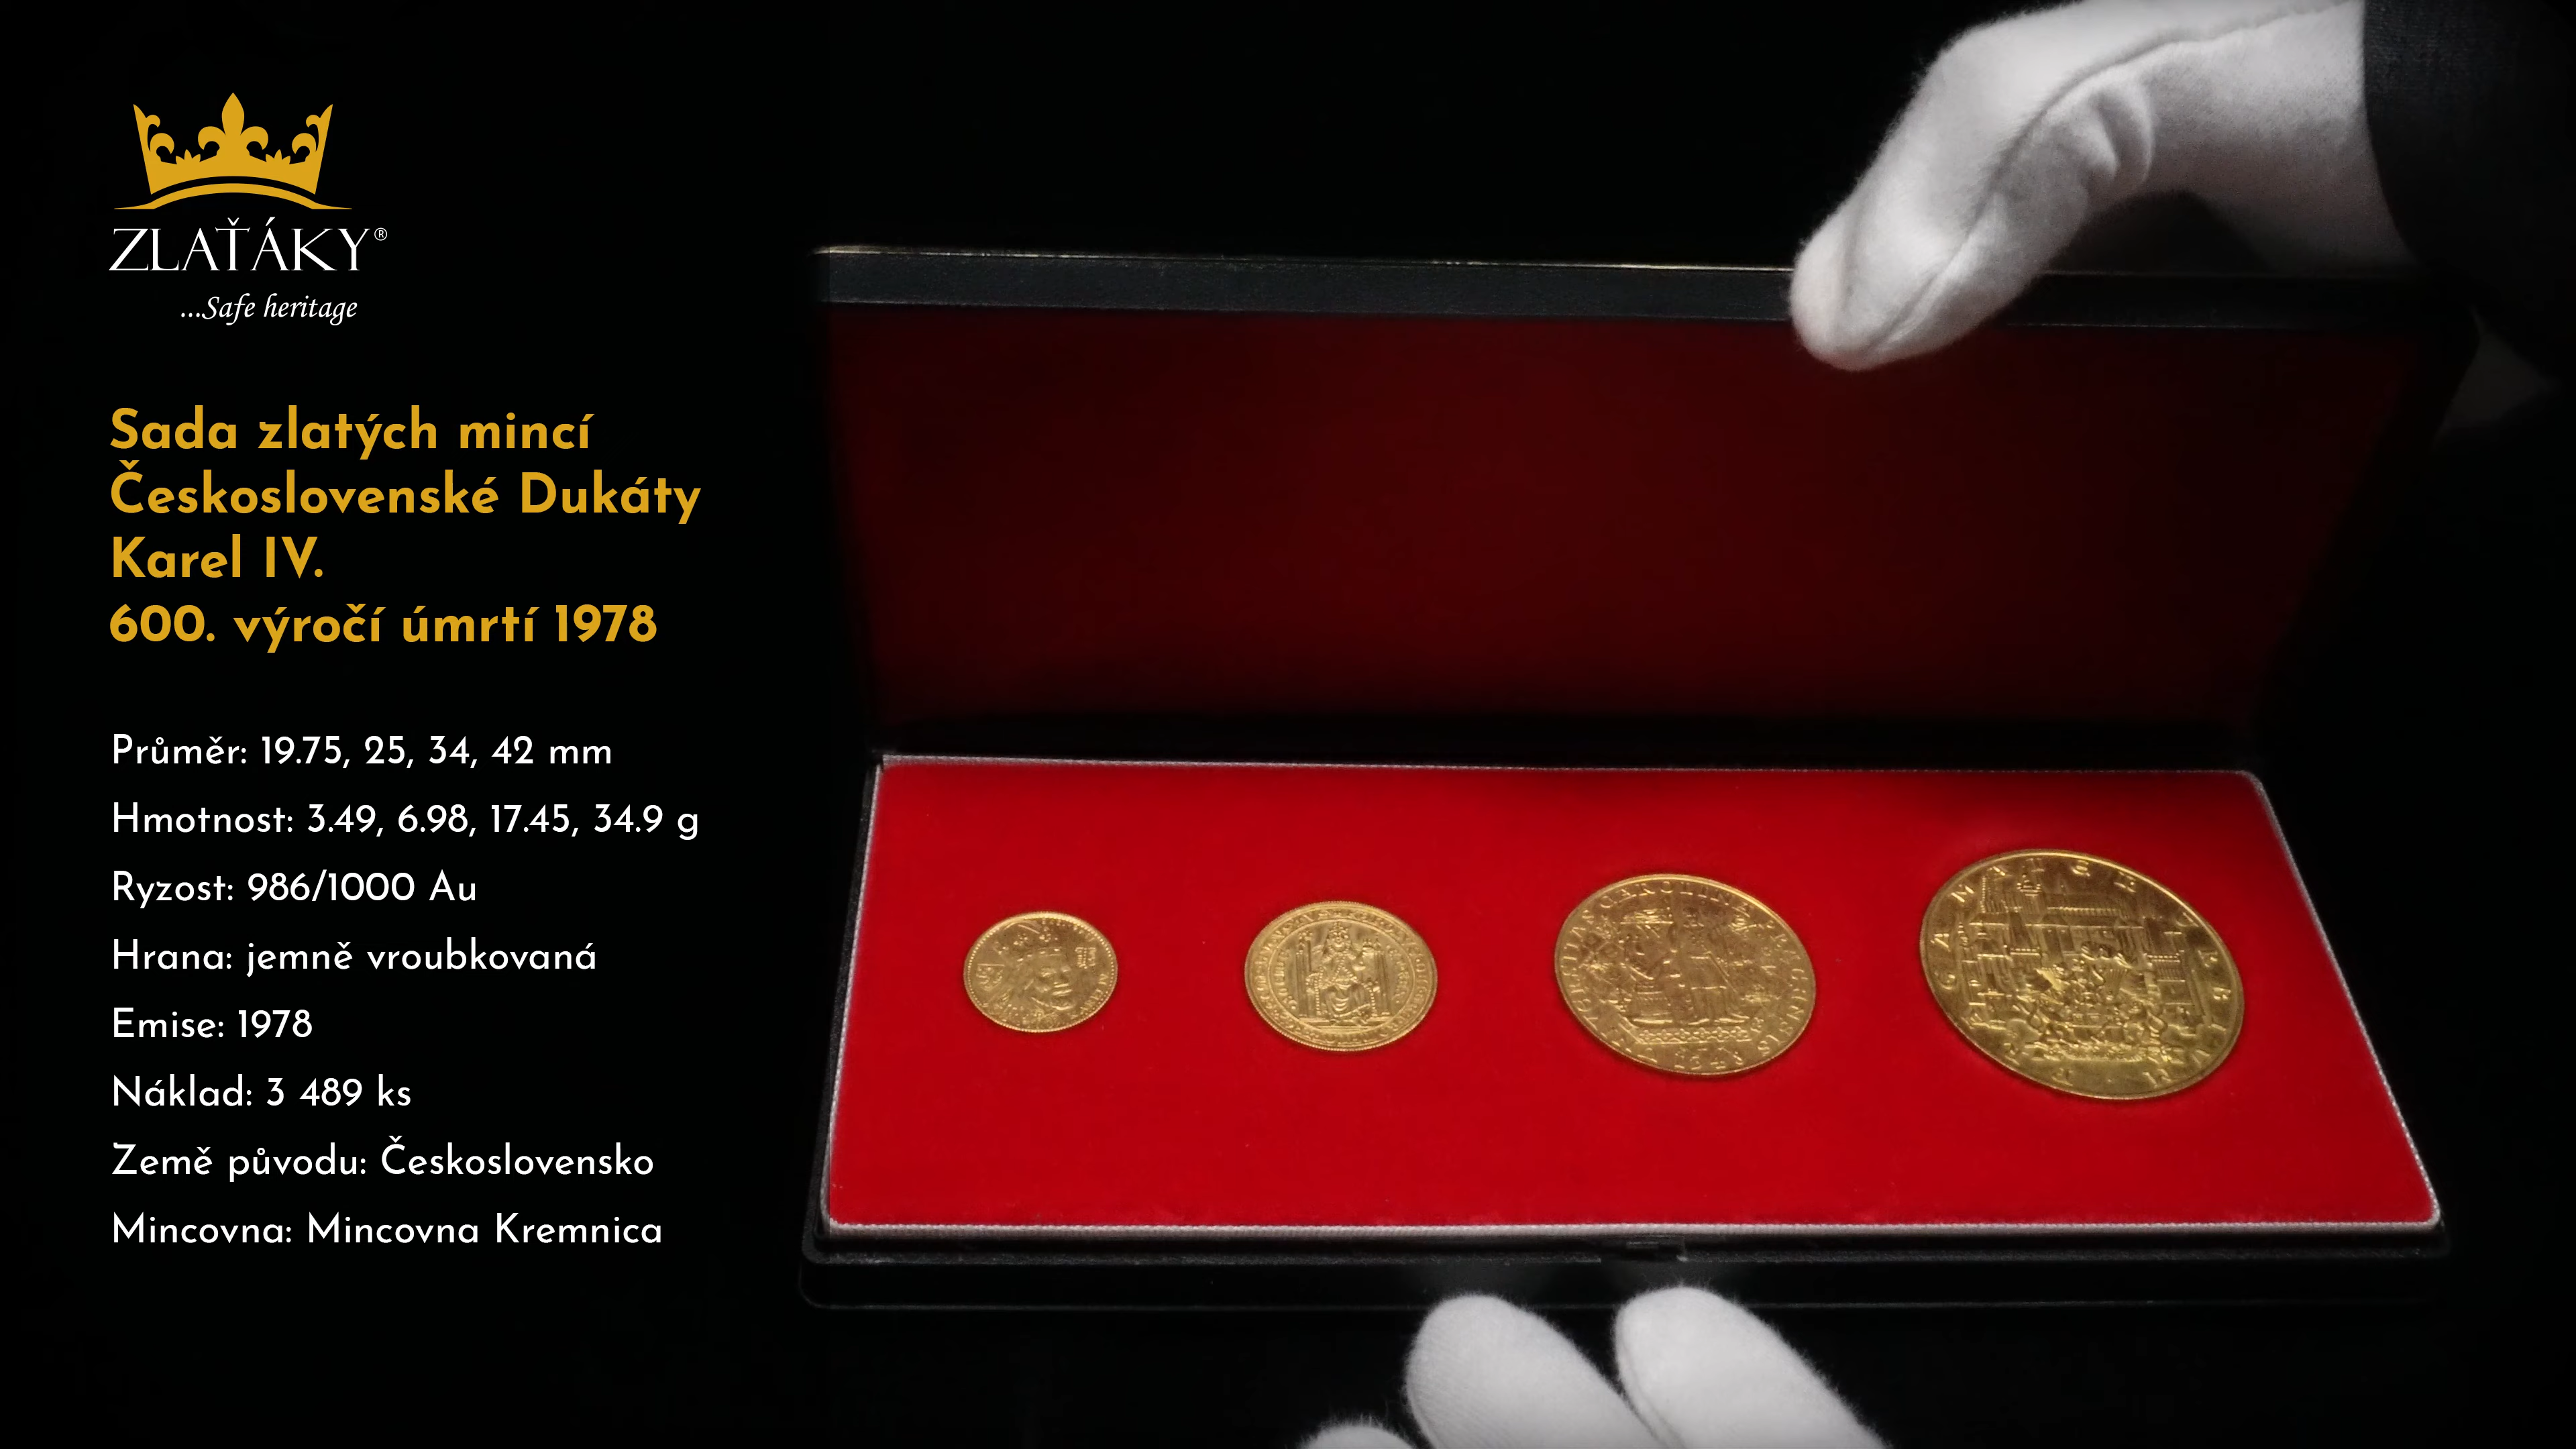 ZLAŤÁKY®
...Safe heritage
Sada zlatých mincí
Československé Dukáty
Karel IV.
600. výročí úmrtí 1978
Průměr: 19.75, 25, 34, 42 mm
Hmotnost: 3.49, 6.98, 17.45, 34.9 g
Ryzost: 986/1000 Au
Hrana: jemně vroubkovaná
Emise: 1978
Náklad: 3 489 ks
Země původu: Československo
Mincovna: Mincovna Kremnica